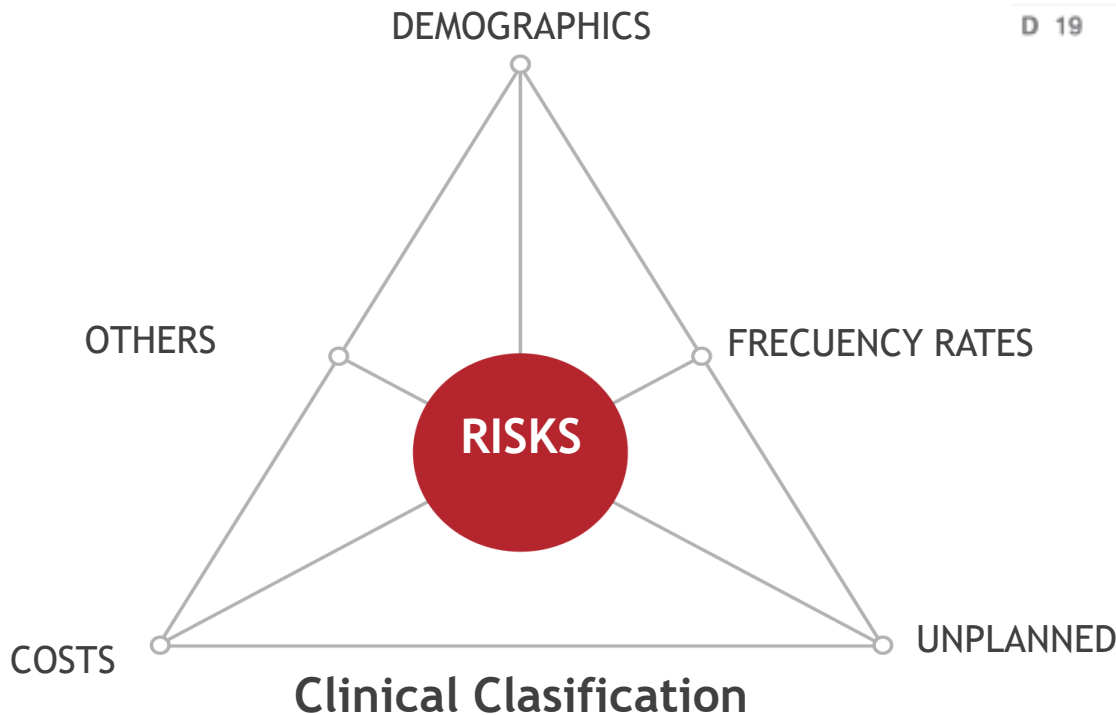 DEMOGRAPHICS
D 19
OTHERS
FRECUENCY RATES
RISKS
COSTS
UNPLANNED
Clinical Clasification